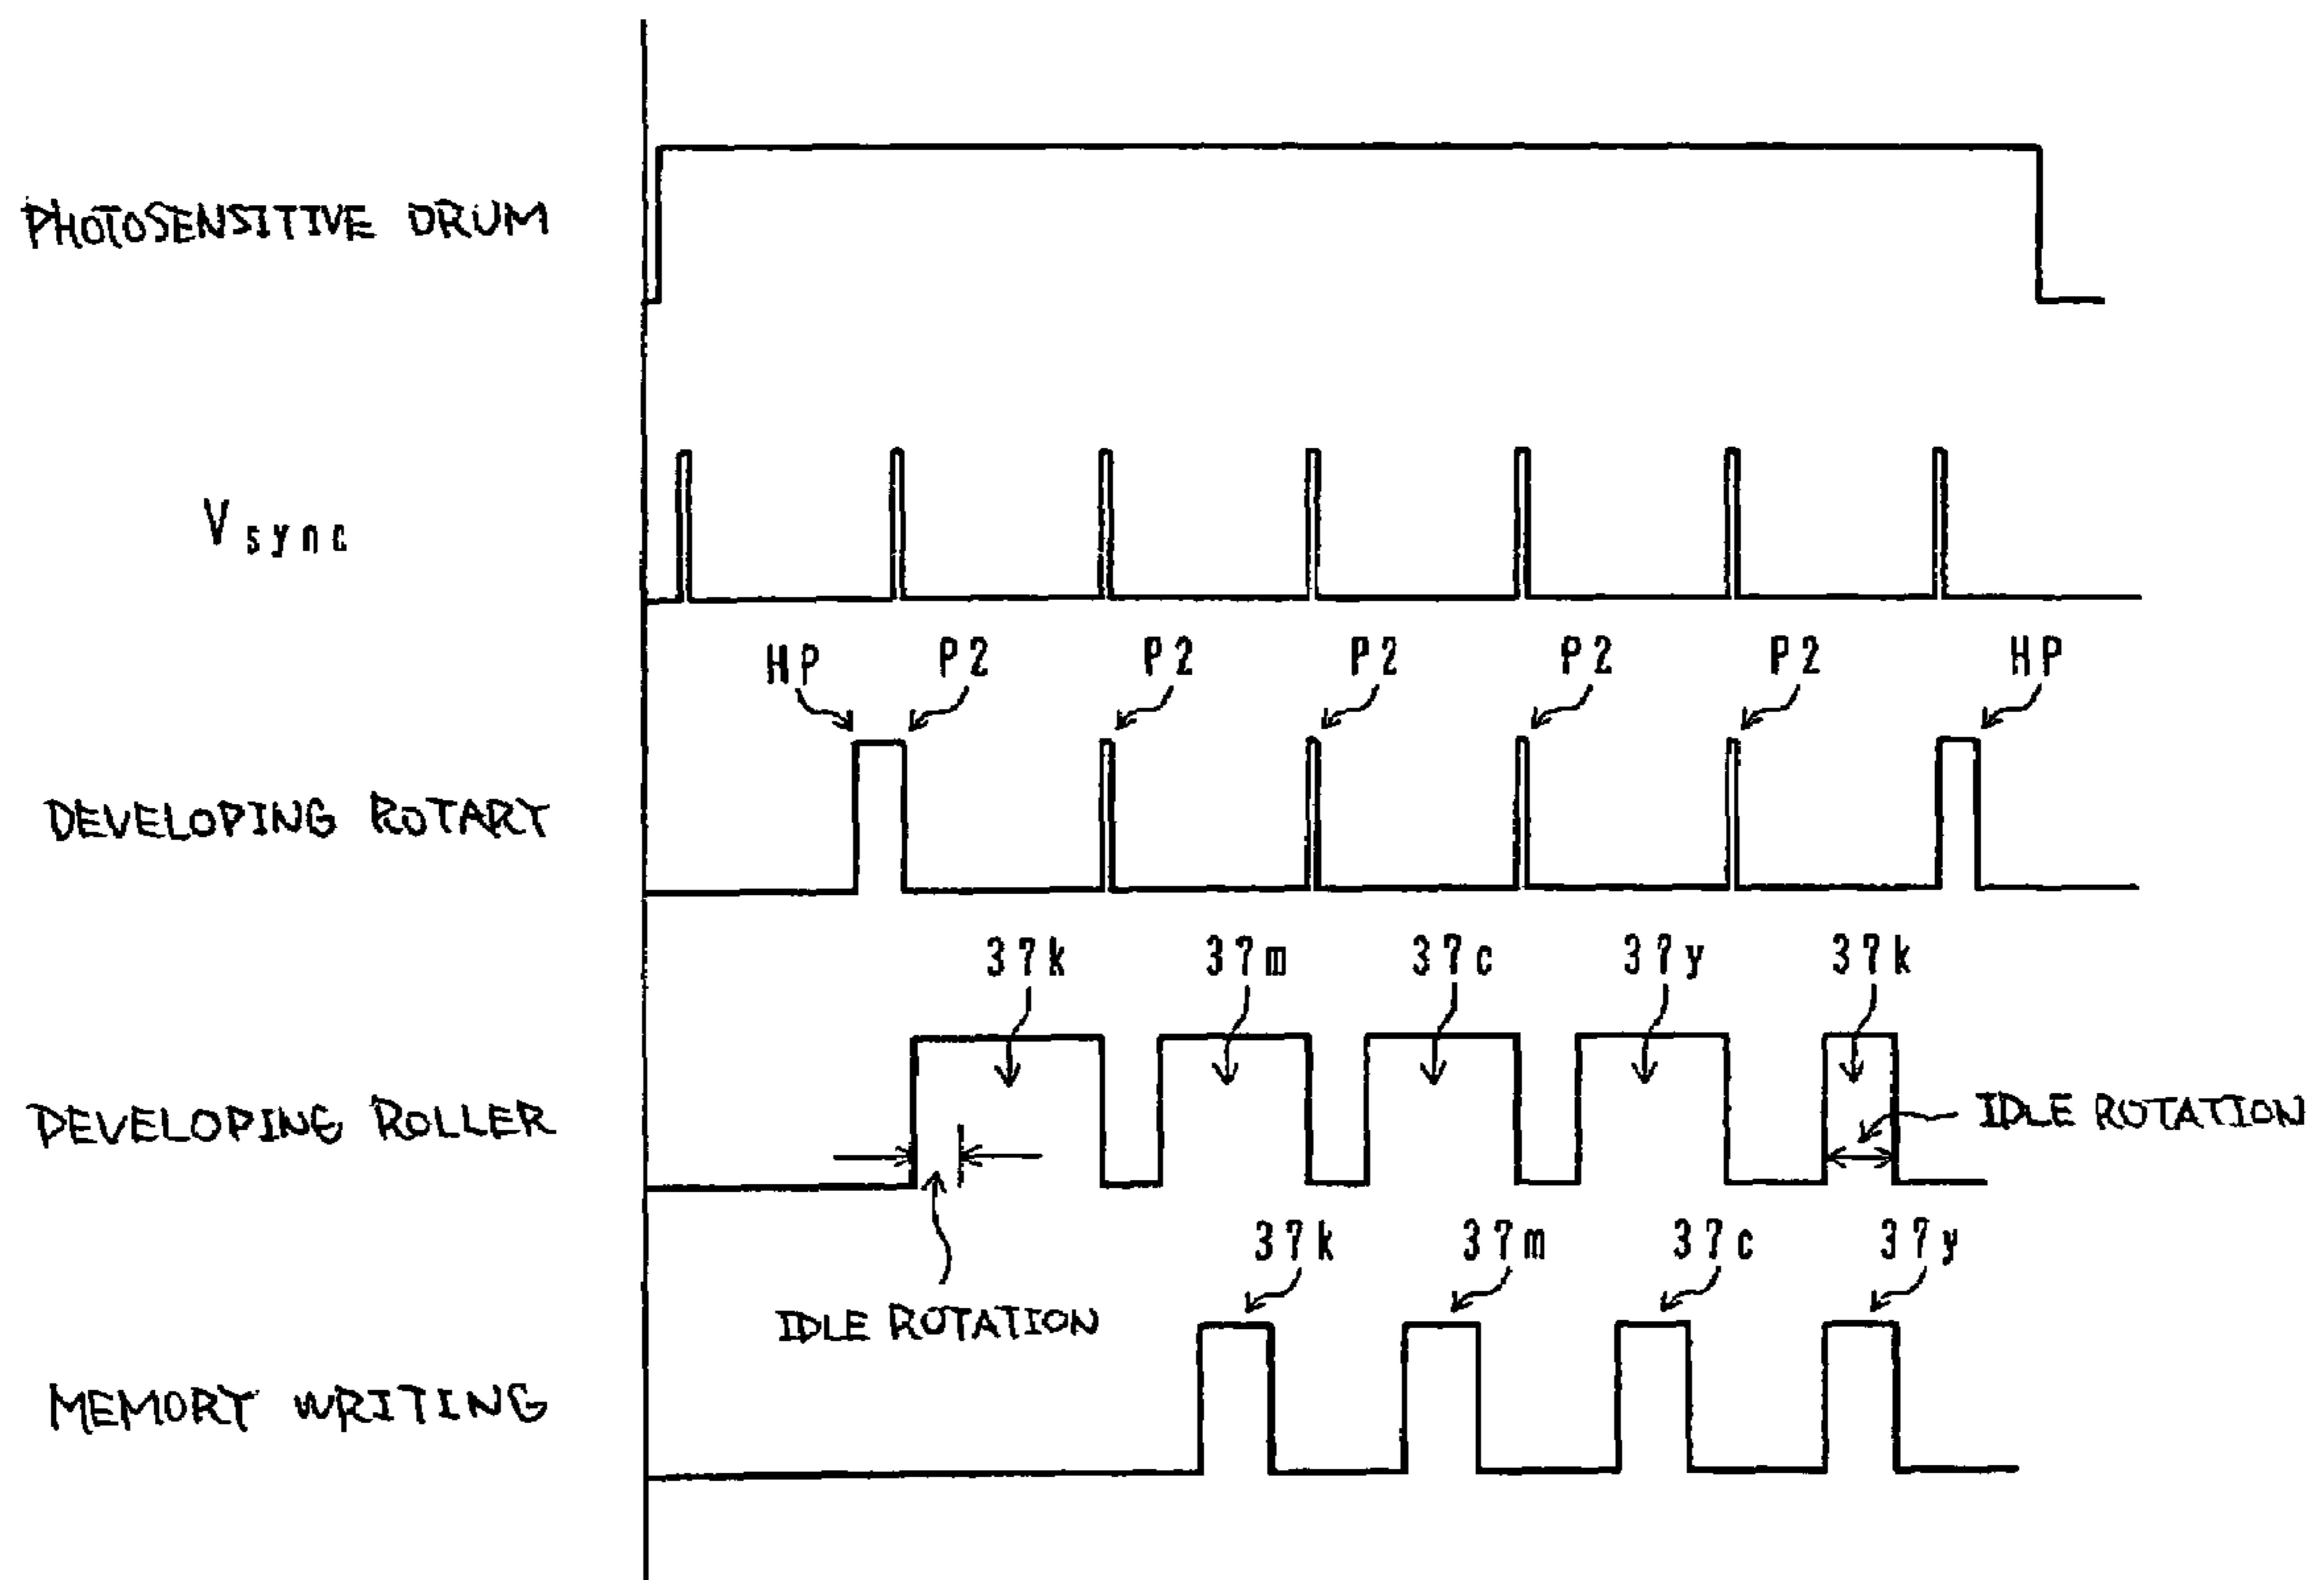 PHOTOSENSITIVE DRUM
Vsync
HP P2 P2 P2 P2 P2 HP
DEVELOPING ROTARY
37k 37m 37c 37y 37k
DEVELOPING ROLLER
IDLE ROTATION
37k 37m 37c 37y
IDLE ROTATION
MEMORY WRITING